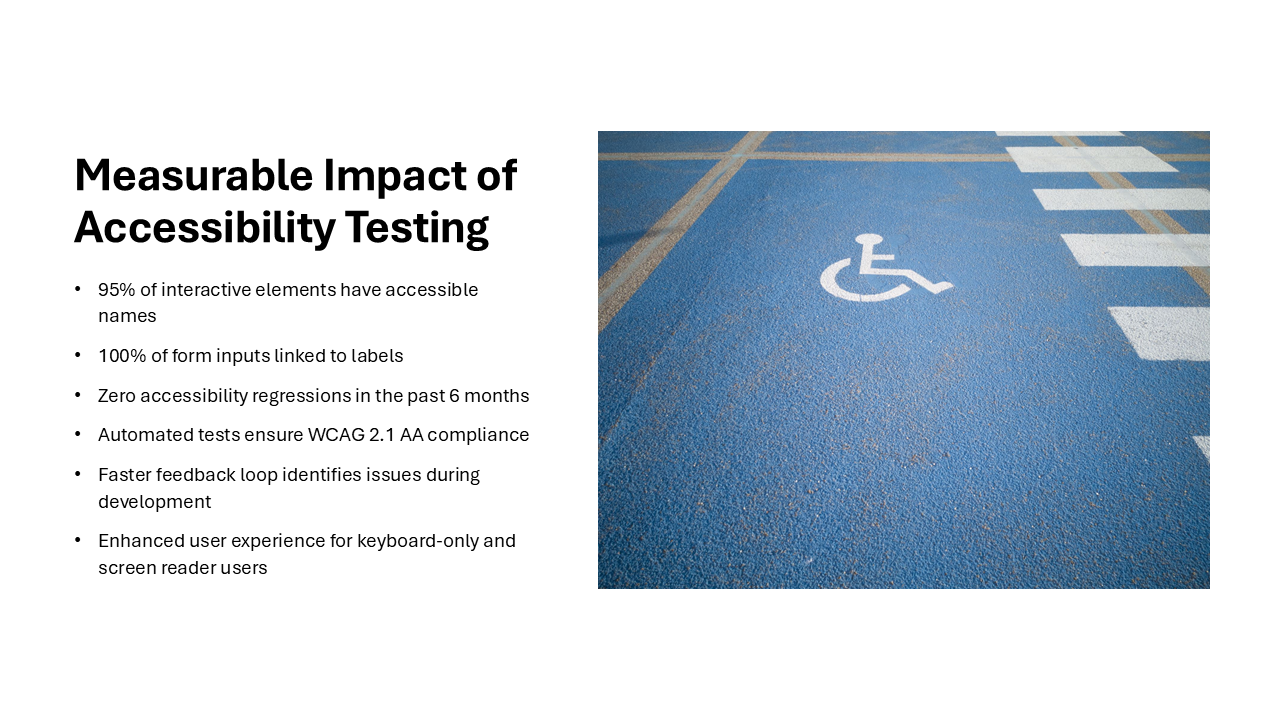 Measurable Impact of
Accessibility Testing
• 95% of interactive elements have accessible
names
• 100% of form inputs linked to labels
• Zero accessibility regressions in the past 6 months
• Automated tests ensure WCAG 2.1 AA compliance
• Faster feedback loop identifies issues during
development
• Enhanced user experience for keyboard-only and
screen reader users